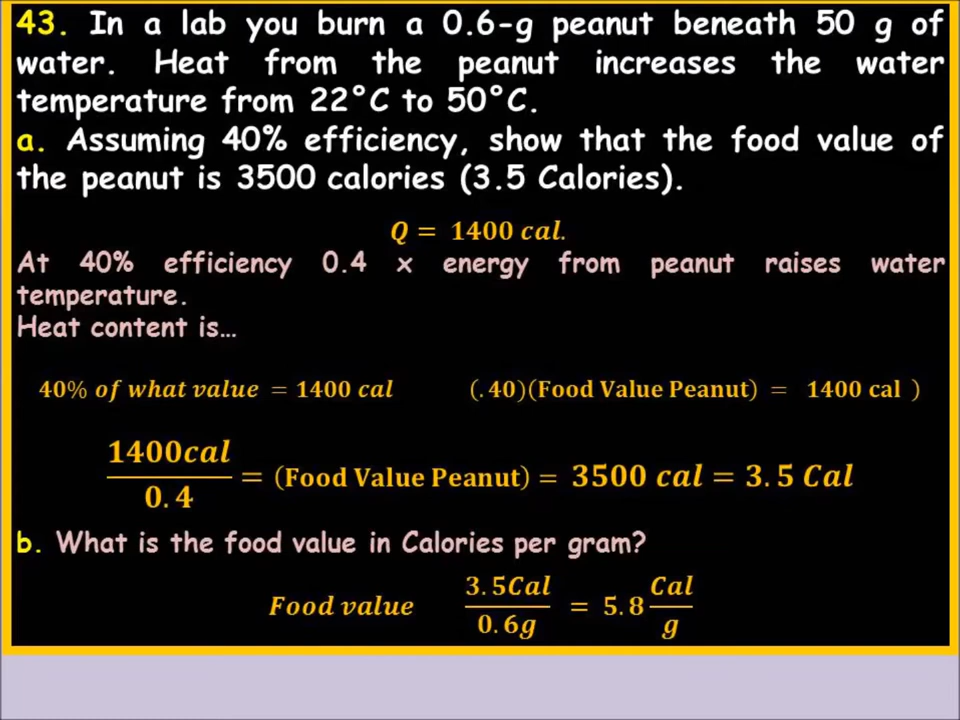 43. In a lab you burn a 0.6-g peanut beneath 50 g of
water. Heat from the peanut increases the water
temperature from 22°C to 50°C.
a. Assuming 40% efficiency, show that the food value of
the peanut is 3500 calories (3.5 Calories).
Q = 1400 cal.
At 40% efficiency 0.4 x energy from peanut raises water
temperature.
Heat content is…
40% of what value = 1400 cal (.40)(Food Value Peanut) = 1400 cal )
1400cal
0.4
= (Food Value Peanut) = 3500 cal = 3.5 Cal
b. What is the food value in Calories per gram?
Food value 3.5Cal/0.6g = 5.8 Cal/g